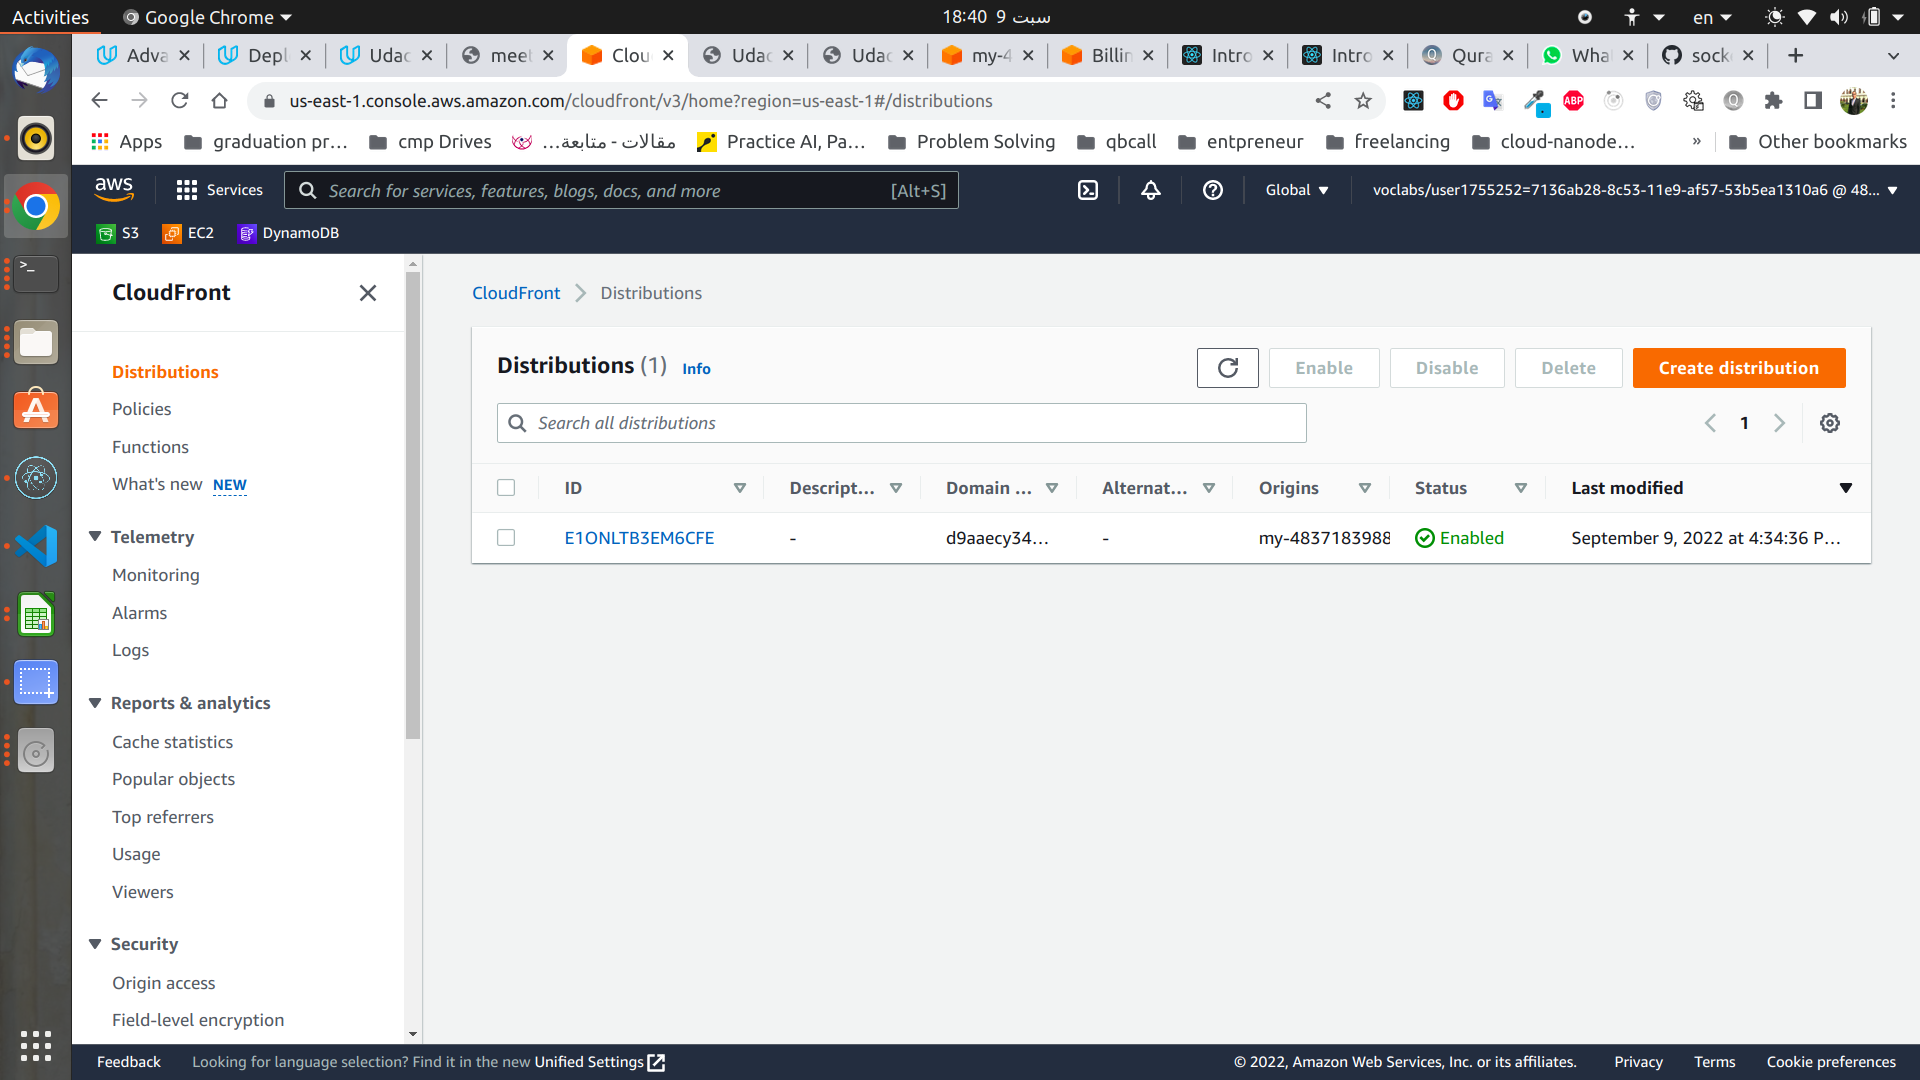 Activities
Google Chrome
18:40 9 سبت
en
Adva
Depl
Udac
meet
Clou
Udac
Udac
my-4
Billin
Intro
Intro
Qura
What
sock
us-east-1.console.aws.amazon.com/cloudfront/v3/home?region=us-east-1#/distributions
ABP
Apps
graduation pr...
cmp Drives
مقالات - متابعة...
Practice AI, Pa...
Problem Solving
qbcall
entpreneur
freelancing
cloud-nanode...
»
Other bookmarks
aws
Services
Search for services, features, blogs, docs, and more
[Alt+S]
Global
voclabs/user1755252=7136ab28-8c53-11e9-af57-53b5ea1310a6 @ 48...
S3
EC2
DynamoDB
CloudFront
Distributions
Policies
Functions
What's new NEW
Telemetry
Monitoring
Alarms
Logs
Reports & analytics
Cache statistics
Popular objects
Top referrers
Usage
Viewers
Security
Origin access
Field-level encryption
CloudFront
Distributions
Distributions (1)
Info
Enable
Disable
Delete
Create distribution
Search all distributions
1
ID
Descript...
Domain ...
Alternat...
Origins
Status
Last modified
E1ONLTB3EM6CFE
-
d9aaecy34...
-
my-4837183988
Enabled
September 9, 2022 at 4:34:36 P...
Feedback
Looking for language selection? Find it in the new Unified Settings
© 2022, Amazon Web Services, Inc. or its affiliates.
Privacy
Terms
Cookie preferences